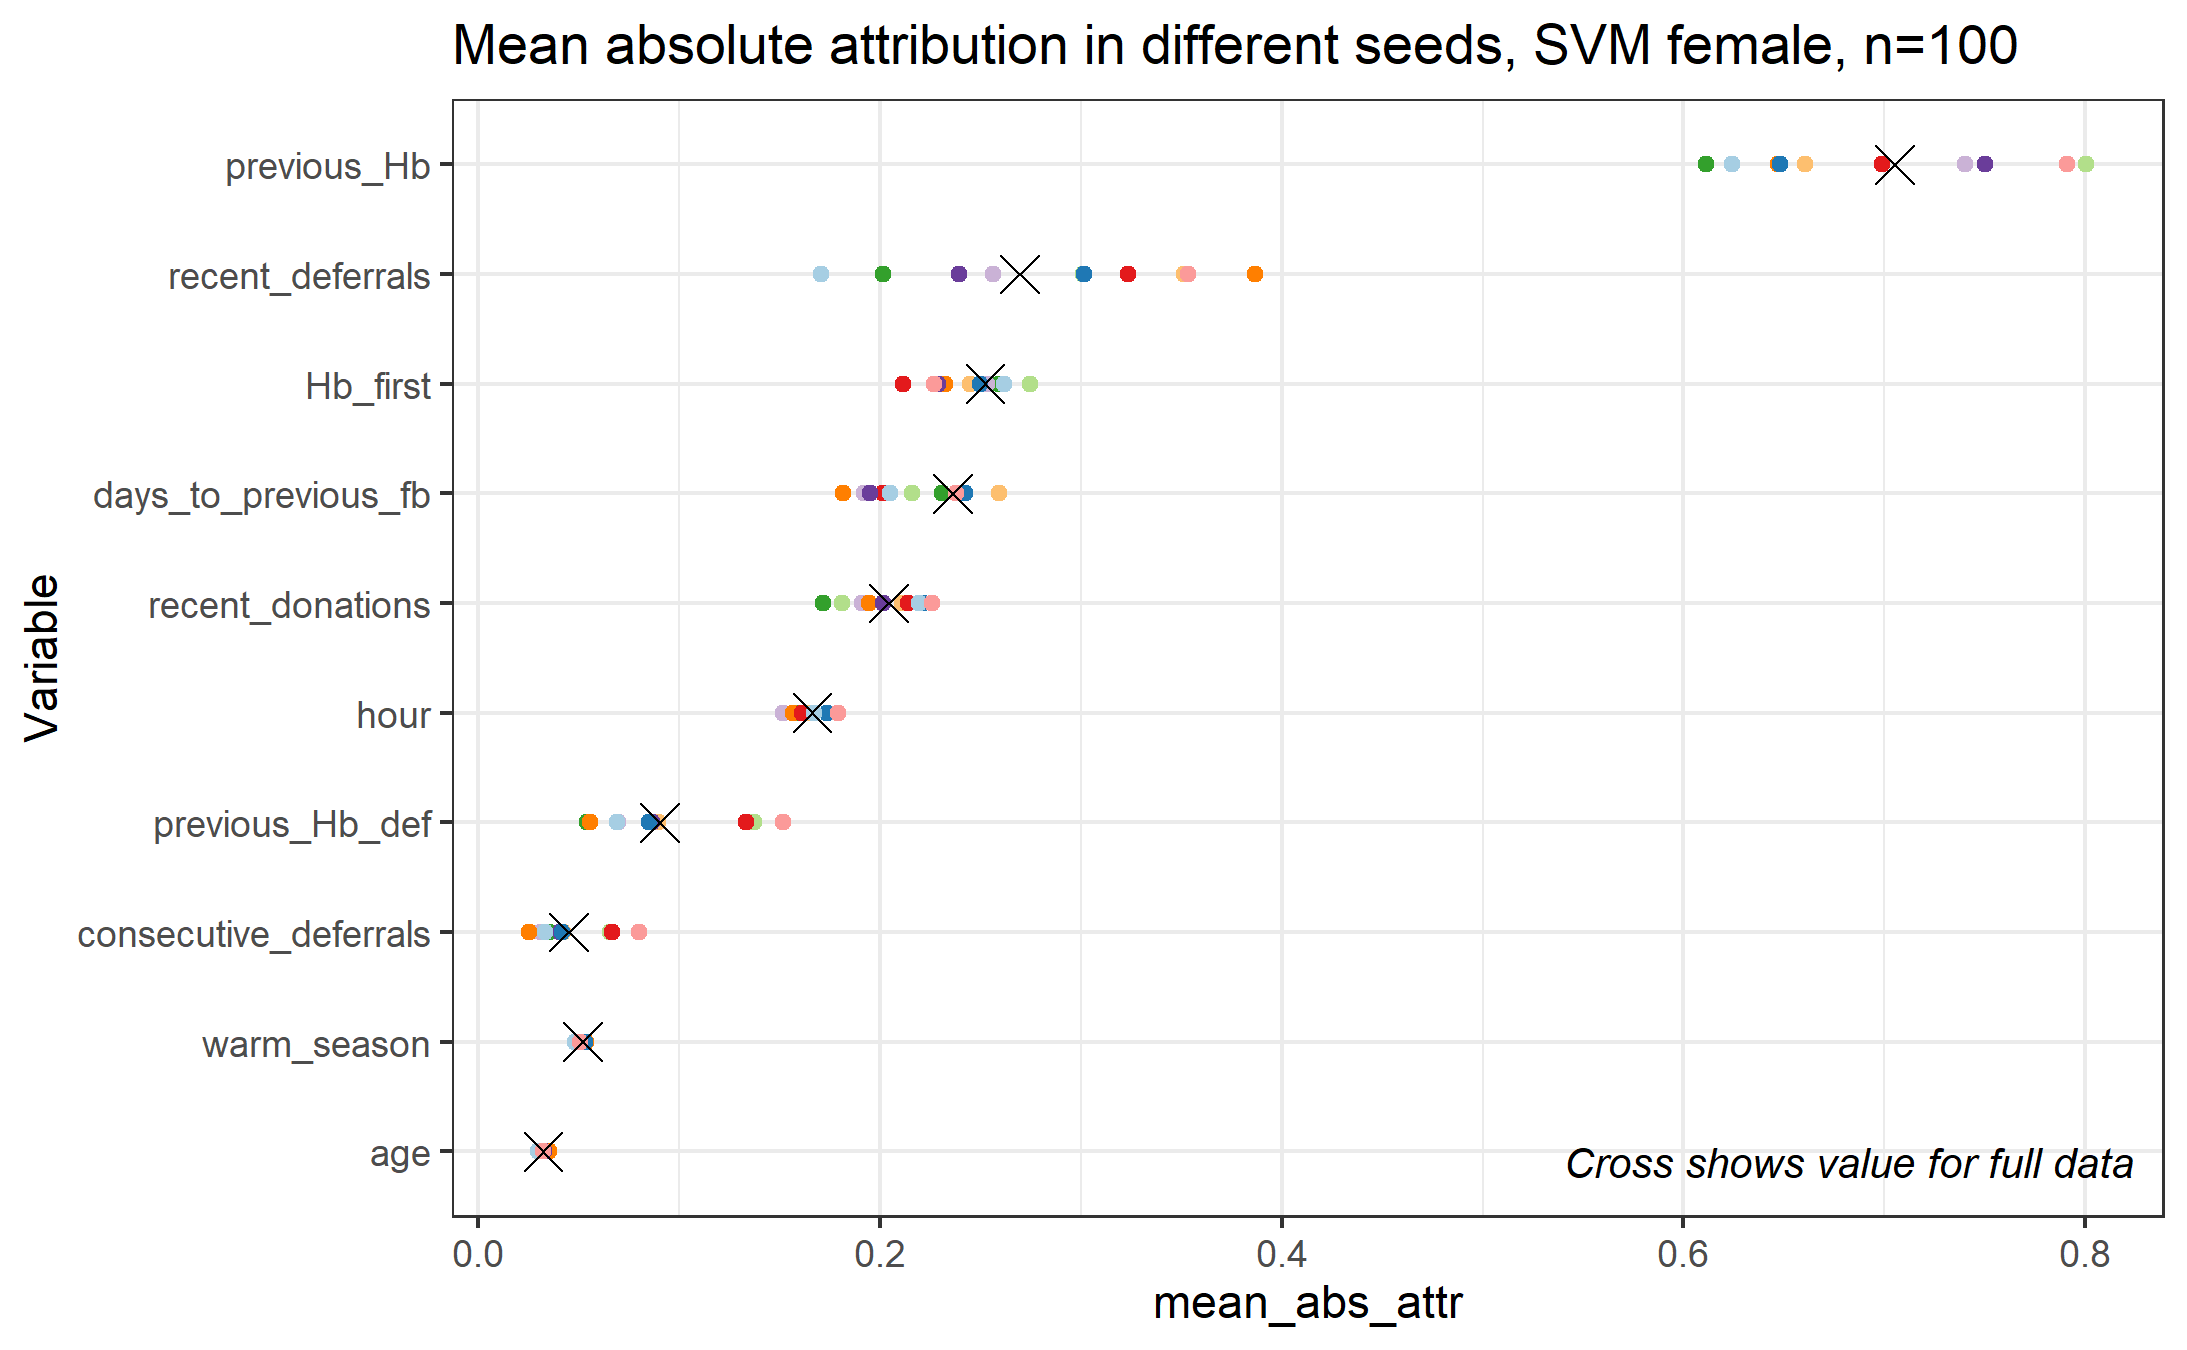 Mean absolute attribution in different seeds, SVM female, n=100
previous_Hb
recent_deferrals
Hb_first
days_to_previous_fb
recent_donations
hour
previous_Hb_def
consecutive_deferrals
warm_season
age
Variable
Cross shows value for full data
0.0 0.2 0.4 0.6 0.8
mean_abs_attr